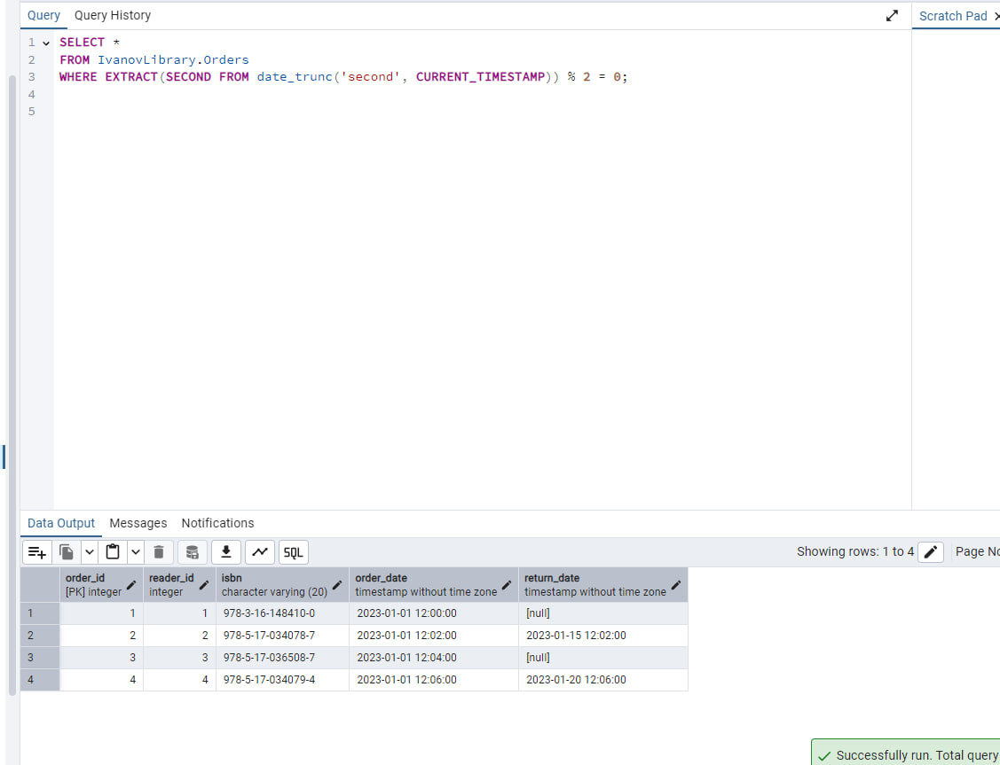 Query Query History Scratch Pad
1 SELECT *
2 FROM IvanovLibrary.Orders
3 WHERE EXTRACT(SECOND FROM date_trunc('second', CURRENT_TIMESTAMP)) % 2 = 0;
4
5
Data Output Messages Notifications
SQL Showing rows: 1 to 4 Page No
order_id reader_id isbn order_date return_date
[PK] integer integer character varying (20) timestamp without time zone timestamp without time zone
1 1 1 978-3-16-148410-0 2023-01-01 12:00:00 [null]
2 2 2 978-5-17-034078-7 2023-01-01 12:02:00 2023-01-15 12:02:00
3 3 3 978-5-17-036508-7 2023-01-01 12:04:00 [null]
4 4 4 978-5-17-034079-4 2023-01-01 12:06:00 2023-01-20 12:06:00
Successfully run. Total query